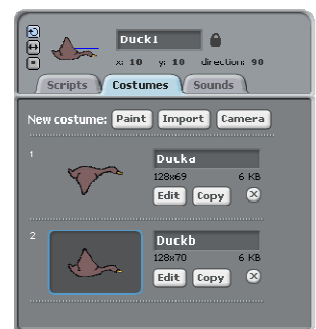 Duck1
x: 10 y: 10 direction: 90
Scripts Costumes Sounds
New costume: Paint Import Camera
1
Ducka
128x69 6 KB
Edit Copy
2
Duckb
128x70 6 KB
Edit Copy